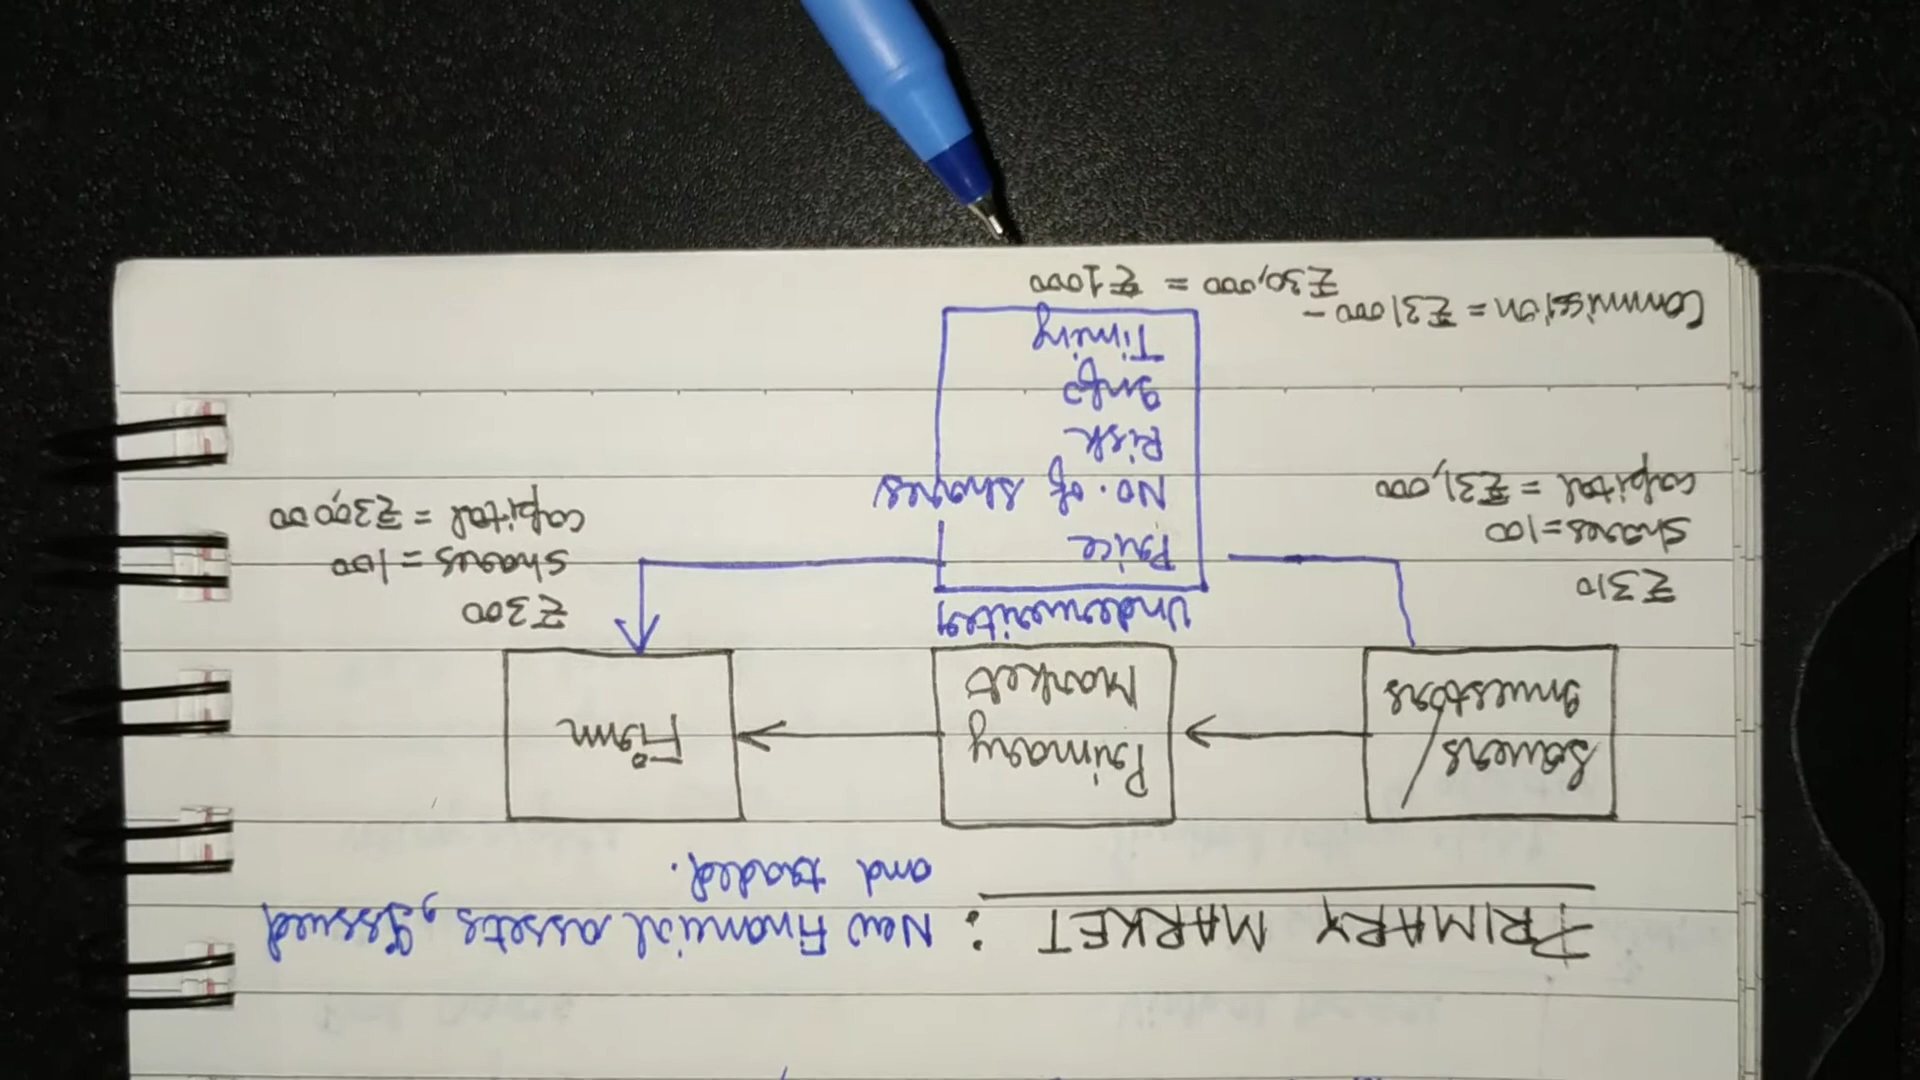 PRIMARY MARKET : New Financial assets, Issued
and traded.
Savers /
Investors
Primary
Market
Firm
Underwriter
Price
No. of shares
Risk
Info
Timing
₹310
shares=100
capital = ₹31,000
₹300
shares = 100
capital = ₹30,000
Commission = ₹31,000 -
₹30,000 = ₹1000